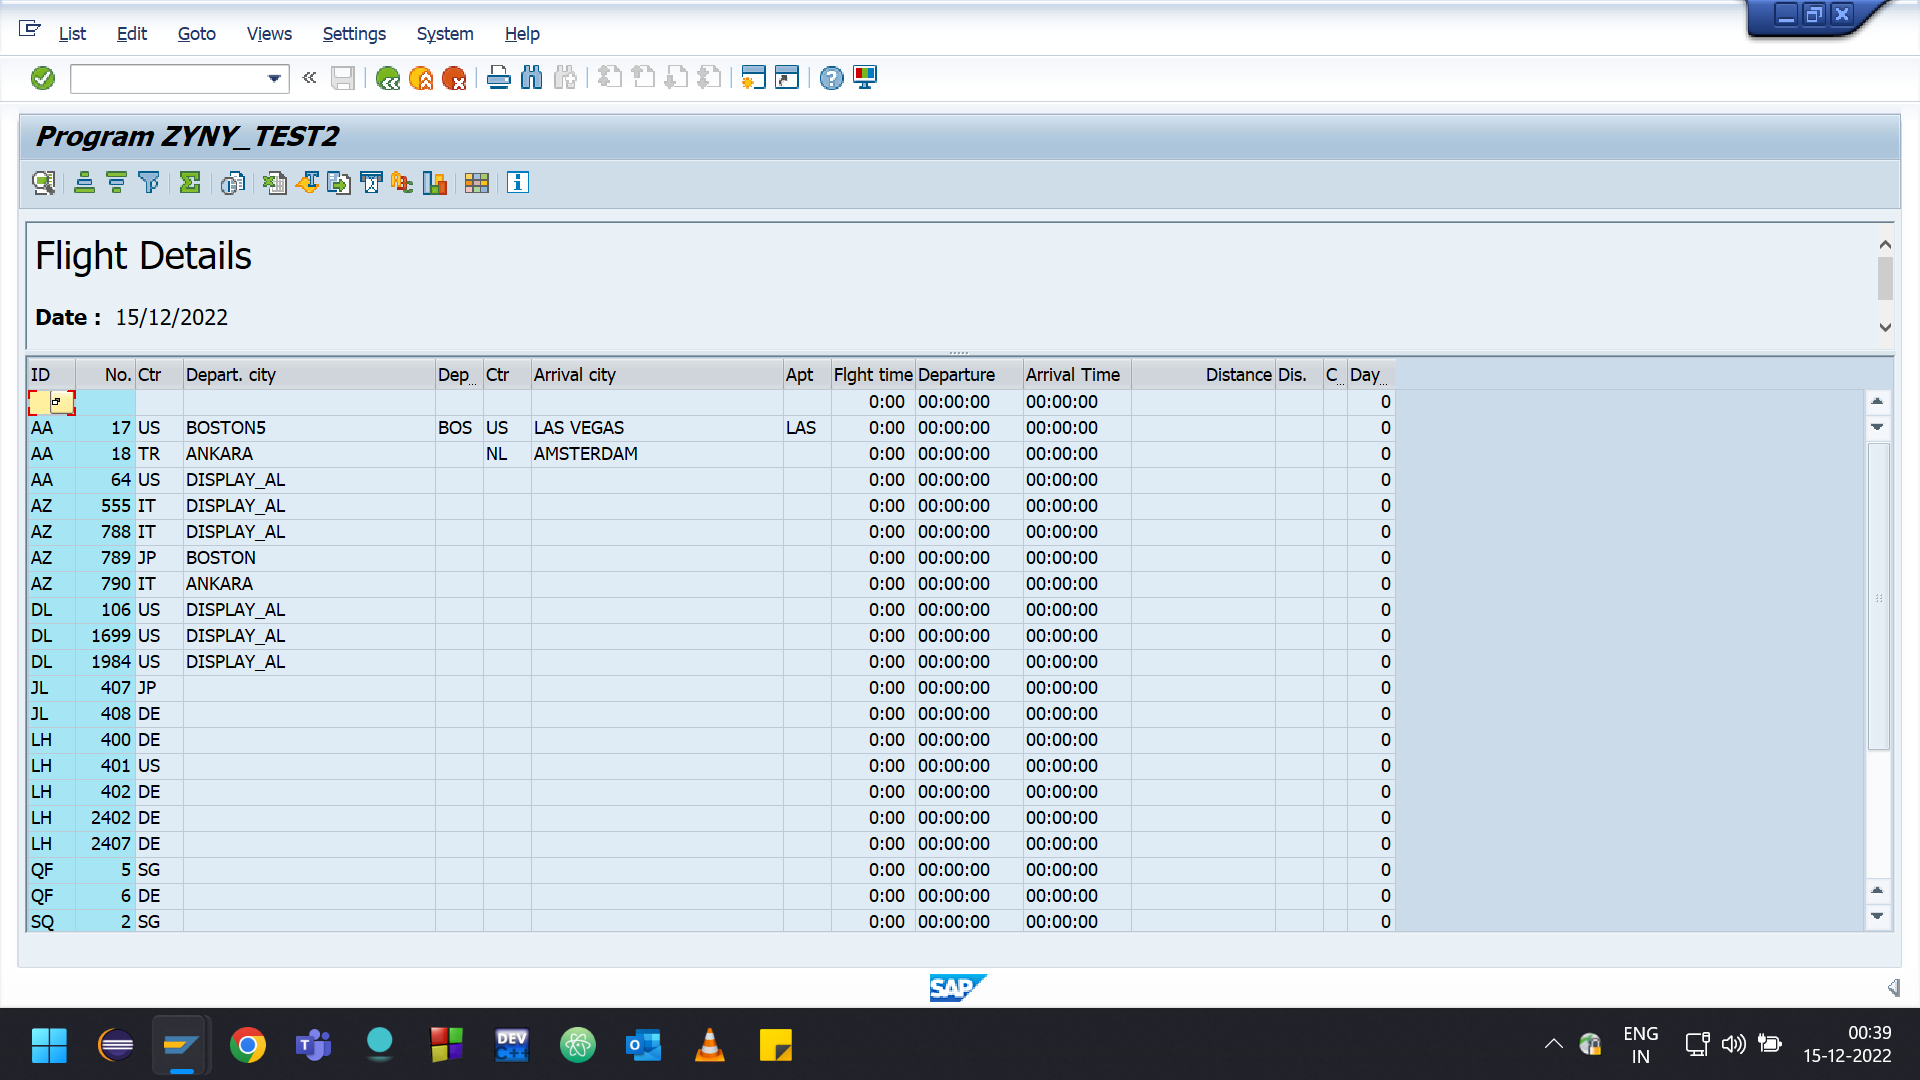 List Edit Goto Views Settings System Help
Program ZYNY_TEST2
Flight Details
Date : 15/12/2022
ID No. Ctr Depart. city Dep... Ctr Arrival city Apt Flght time Departure Arrival Time Distance Dis. C... Day...
0:00 00:00:00 00:00:00 0
AA 17 US BOSTON5 BOS US LAS VEGAS LAS 0:00 00:00:00 00:00:00 0
AA 18 TR ANKARA NL AMSTERDAM 0:00 00:00:00 00:00:00 0
AA 64 US DISPLAY_AL 0:00 00:00:00 00:00:00 0
AZ 555 IT DISPLAY_AL 0:00 00:00:00 00:00:00 0
AZ 788 IT DISPLAY_AL 0:00 00:00:00 00:00:00 0
AZ 789 JP BOSTON 0:00 00:00:00 00:00:00 0
AZ 790 IT ANKARA 0:00 00:00:00 00:00:00 0
DL 106 US DISPLAY_AL 0:00 00:00:00 00:00:00 0
DL 1699 US DISPLAY_AL 0:00 00:00:00 00:00:00 0
DL 1984 US DISPLAY_AL 0:00 00:00:00 00:00:00 0
JL 407 JP 0:00 00:00:00 00:00:00 0
JL 408 DE 0:00 00:00:00 00:00:00 0
LH 400 DE 0:00 00:00:00 00:00:00 0
LH 401 US 0:00 00:00:00 00:00:00 0
LH 402 DE 0:00 00:00:00 00:00:00 0
LH 2402 DE 0:00 00:00:00 00:00:00 0
LH 2407 DE 0:00 00:00:00 00:00:00 0
QF 5 SG 0:00 00:00:00 00:00:00 0
QF 6 DE 0:00 00:00:00 00:00:00 0
SQ 2 SG 0:00 00:00:00 00:00:00 0
SAP
DEV C++
ENG 00:39
IN 15-12-2022